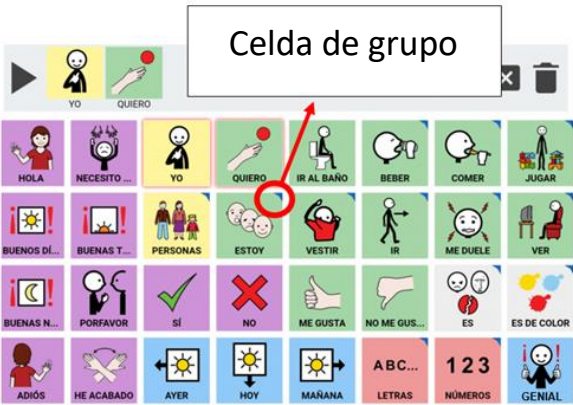 Celda de grupo
YO QUIERO
HOLA NECESITO ... YO QUIERO IR AL BAÑO BEBER COMER JUGAR
BUENOS DÍ... BUENAS T... PERSONAS ESTOY VESTIR IR ME DUELE VER
BUENAS N... PORFAVOR SÍ NO ME GUSTA NO ME GUS... ES ES DE COLOR
ABC... 123
ADIÓS HE ACABADO AYER HOY MAÑANA LETRAS NÚMEROS GENIAL